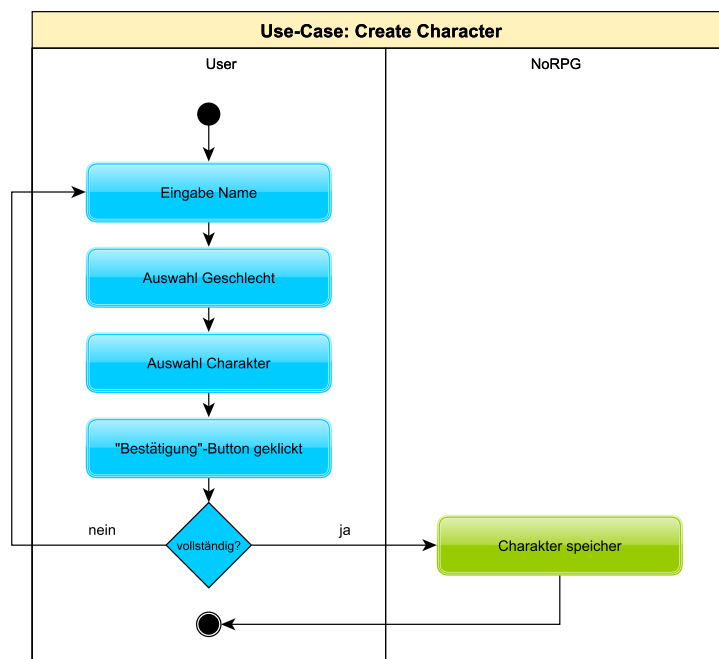 Use-Case: Create Character
User
NoRPG
Eingabe Name
Auswahl Geschlecht
Auswahl Charakter
"Bestätigung"-Button geklickt
nein
vollständig?
ja
Charakter speicher